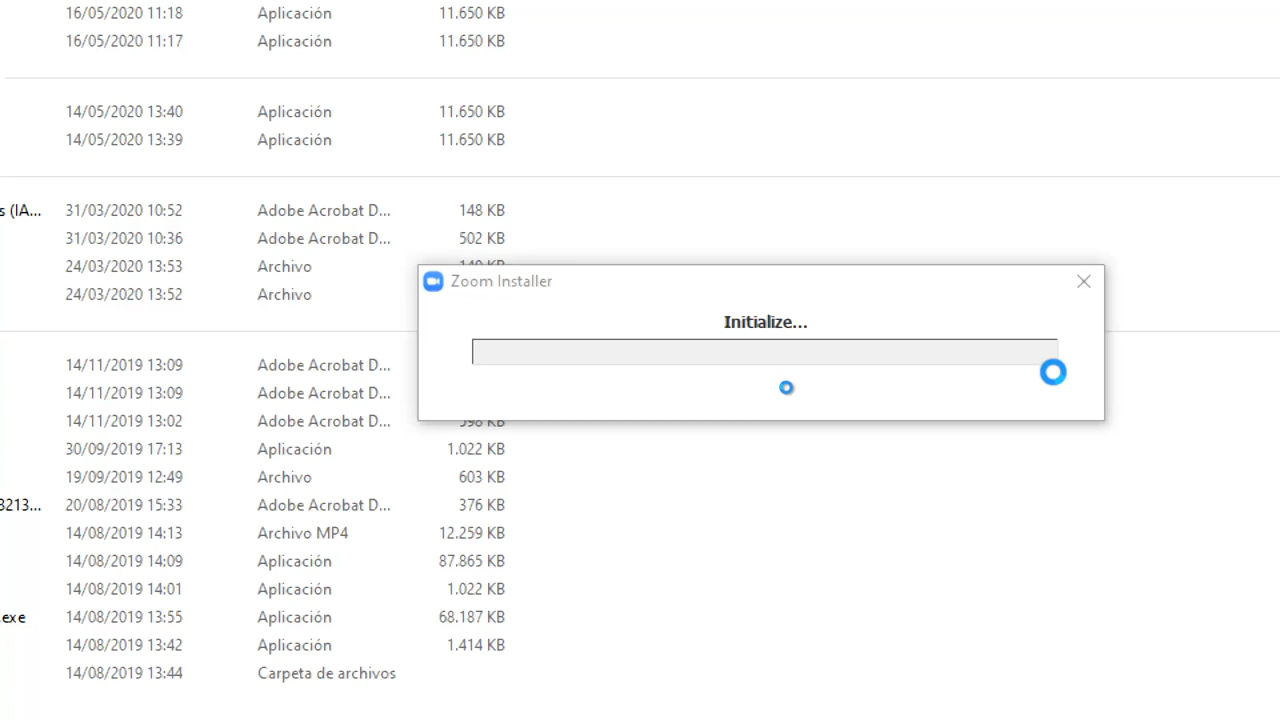 16/05/2020 11:18 Aplicación 11.650 KB
16/05/2020 11:17 Aplicación 11.650 KB
14/05/2020 13:40 Aplicación 11.650 KB
14/05/2020 13:39 Aplicación 11.650 KB
s (IA... 31/03/2020 10:52 Adobe Acrobat D... 148 KB
31/03/2020 10:36 Adobe Acrobat D... 502 KB
24/03/2020 13:53 Archivo
24/03/2020 13:52 Archivo
Zoom Installer
Initialize...
14/11/2019 13:09 Adobe Acrobat D...
14/11/2019 13:09 Adobe Acrobat D...
14/11/2019 13:02 Adobe Acrobat D... 598 KB
30/09/2019 17:13 Aplicación 1.022 KB
19/09/2019 12:49 Archivo 603 KB
8213... 20/08/2019 15:33 Adobe Acrobat D... 376 KB
14/08/2019 14:13 Archivo MP4 12.259 KB
14/08/2019 14:09 Aplicación 87.865 KB
14/08/2019 14:01 Aplicación 1.022 KB
.exe 14/08/2019 13:55 Aplicación 68.187 KB
14/08/2019 13:42 Aplicación 1.414 KB
14/08/2019 13:44 Carpeta de archivos